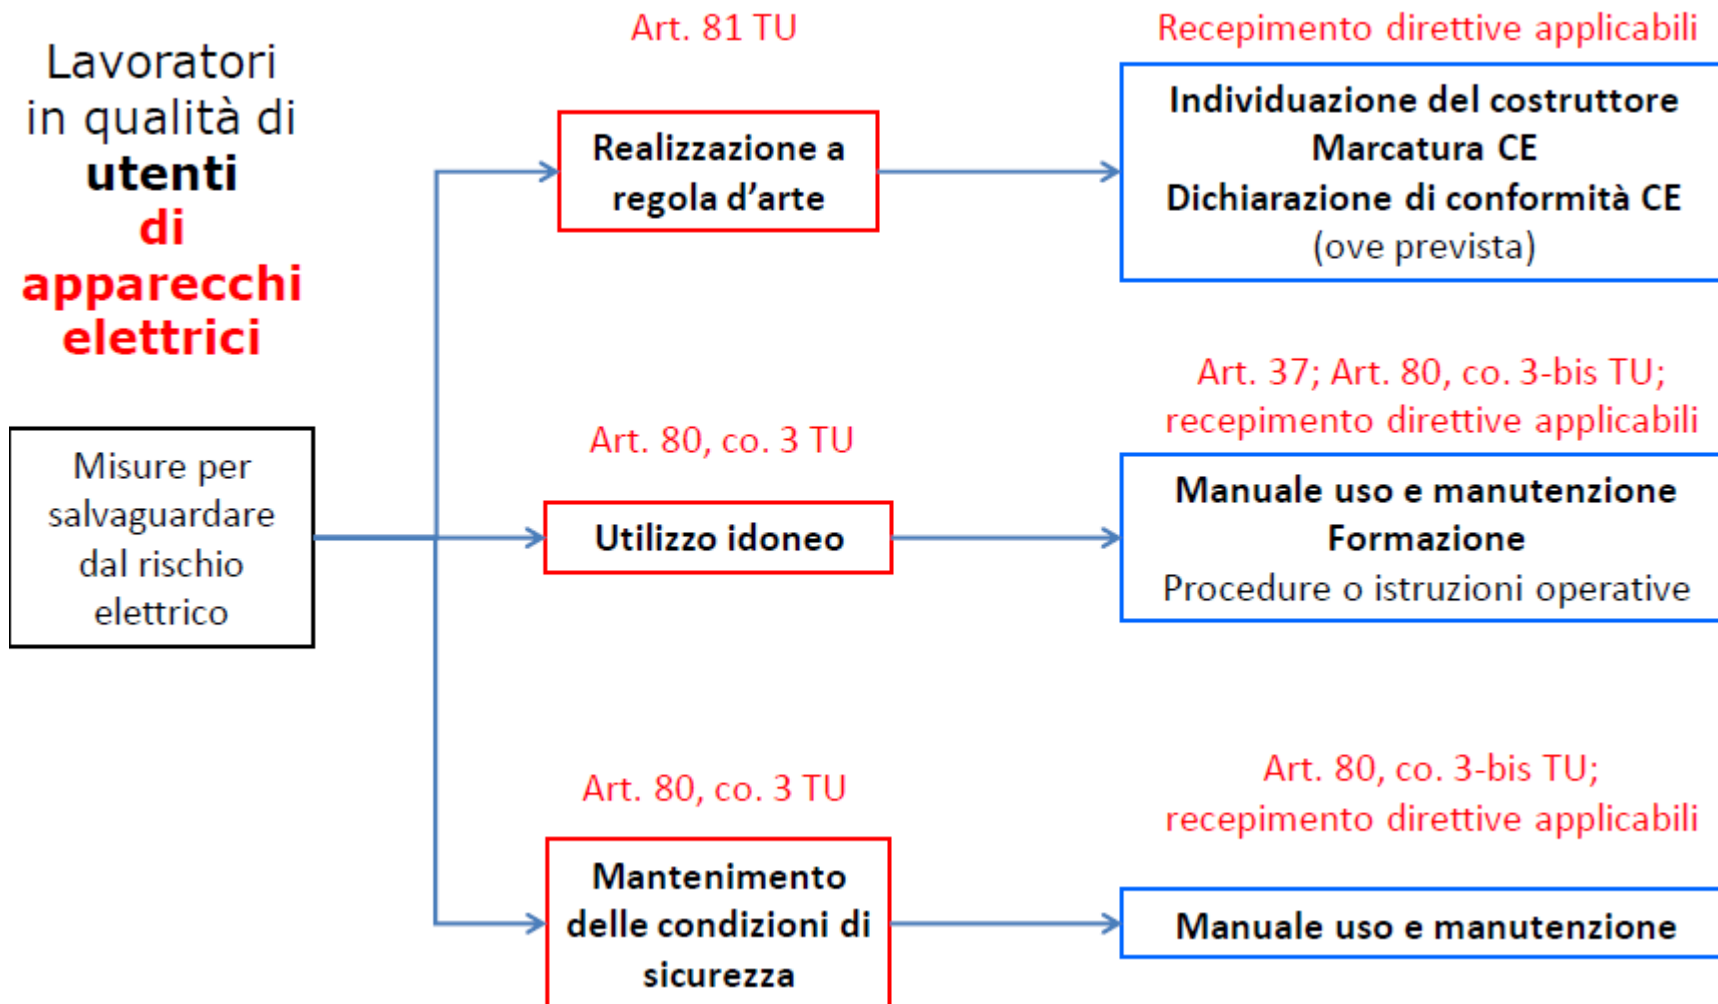 Lavoratori
in qualità di
utenti
di
apparecchi
elettrici
Misure per
salvaguardare
dal rischio
elettrico
Art. 81 TU
Realizzazione a
regola d’arte
Recepimento direttive applicabili
Individuazione del costruttore
Marcatura CE
Dichiarazione di conformità CE
(ove prevista)
Art. 80, co. 3 TU
Utilizzo idoneo
Art. 37; Art. 80, co. 3-bis TU;
recepimento direttive applicabili
Manuale uso e manutenzione
Formazione
Procedure o istruzioni operative
Art. 80, co. 3 TU
Mantenimento
delle condizioni di
sicurezza
Art. 80, co. 3-bis TU;
recepimento direttive applicabili
Manuale uso e manutenzione